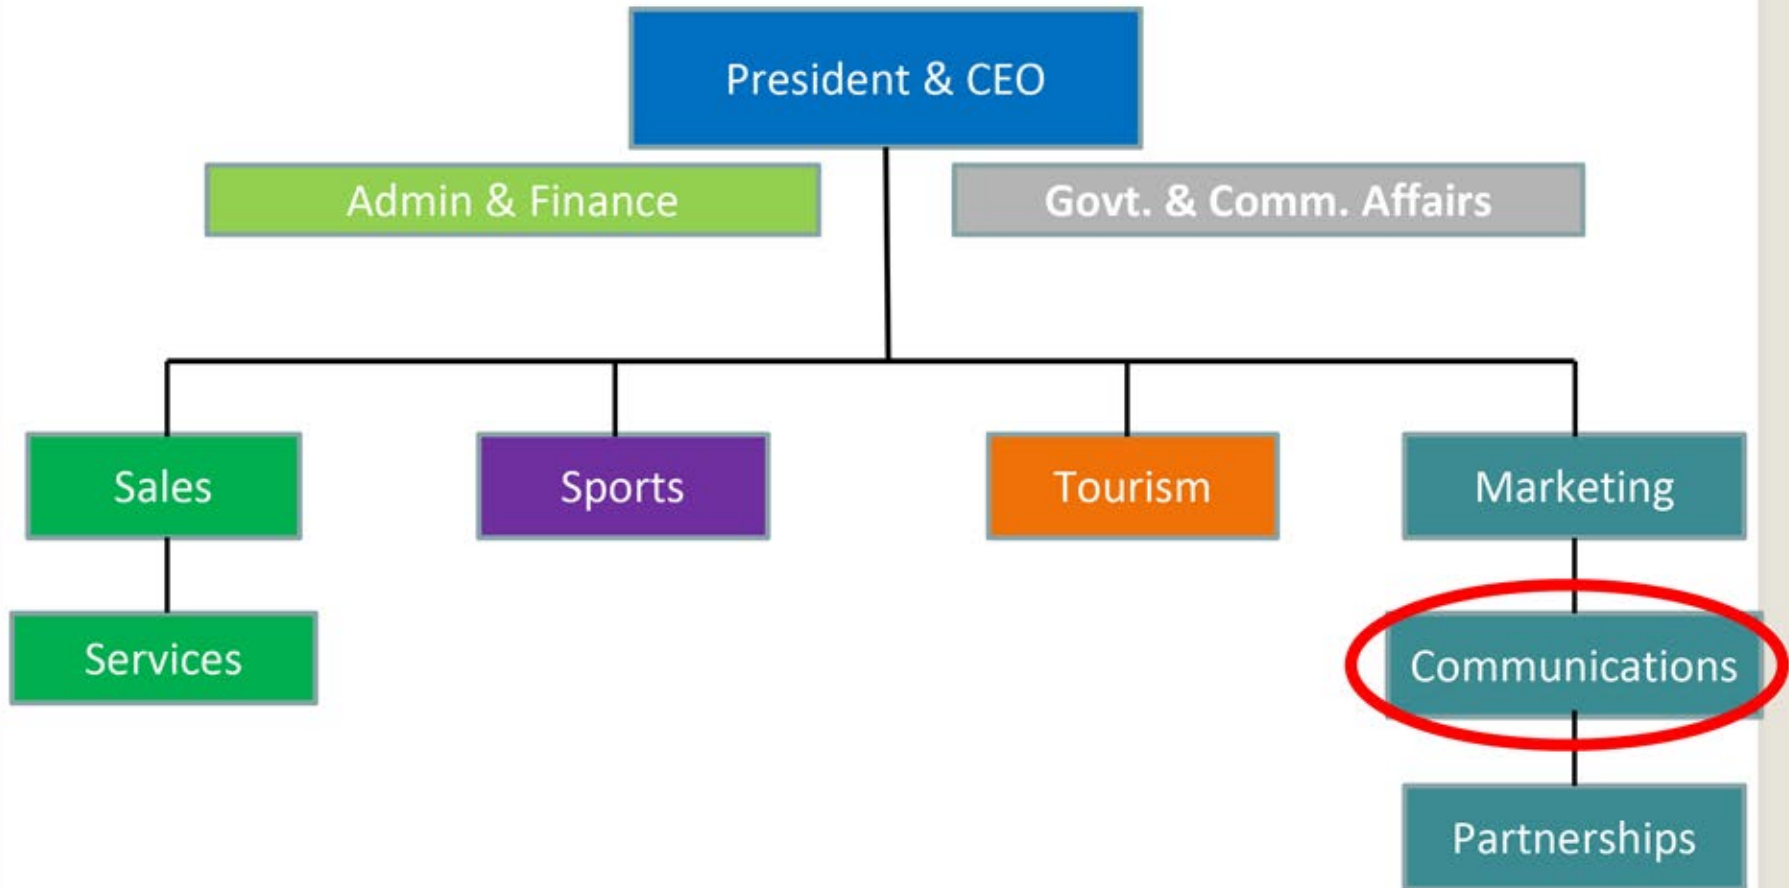 President & CEO
Admin & Finance
Govt. & Comm. Affairs
Sales
Sports
Tourism
Marketing
Services
Communications
Partnerships